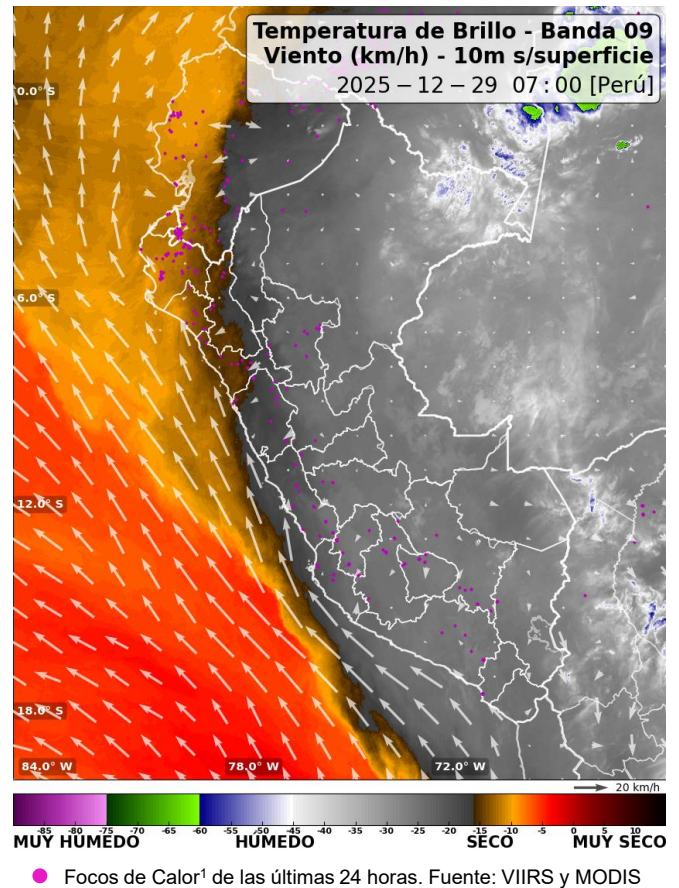 Temperatura de Brillo - Banda 09
Viento (km/h) - 10m s/superficie
2025 − 12 − 29 07 : 00 [Perú]
0.0° S
6.0° S
12.0° S
18.0° S
84.0° W 78.0° W 72.0° W
20 km/h
-85 -80 -75 -70 -65 -60 -55 -50 -45 -40 -35 -30 -25 -20 -15 -10 -5 0 5 10
MUY HÚMEDO HÚMEDO SECO MUY SECO
Focos de Calor¹ de las últimas 24 horas. Fuente: VIIRS y MODIS